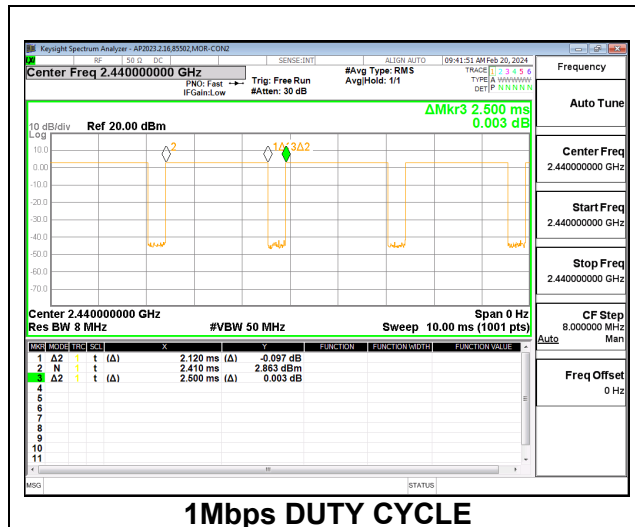 Keysight Spectrum Analyzer - AP2023.2.16,85502,MOR-CON2
RF 50 Ω DC SENSE:INT ALIGN AUTO 09:41:51 AM Feb 20, 2024
Center Freq 2.440000000 GHz
PNO: Fast
IFGain:Low
Trig: Free Run
#Atten: 30 dB
#Avg Type: RMS
Avg|Hold: 1/1
TRACE 1 2 3 4 5 6
TYPE A WWWWW
DET P N N N N N
ΔMkr3 2.500 ms
0.003 dB
10 dB/div Ref 20.00 dBm
Log
10.0
0.00
-10.0
-20.0
-30.0
-40.0
-50.0
-60.0
-70.0
2
1Δ2
3Δ2
Center 2.440000000 GHz Span 0 Hz
Res BW 8 MHz #VBW 50 MHz Sweep 10.00 ms (1001 pts)
MKR MODE TRC SCL X Y FUNCTION FUNCTION WIDTH FUNCTION VALUE
1 Δ2 1 t (Δ) 2.120 ms (Δ) -0.097 dB
2 N 1 t 2.410 ms 2.863 dBm
3 Δ2 1 t (Δ) 2.500 ms (Δ) 0.003 dB
4
5
6
7
8
9
10
11
MSG STATUS
Frequency
Auto Tune
Center Freq
2.440000000 GHz
Start Freq
2.440000000 GHz
Stop Freq
2.440000000 GHz
CF Step
8.000000 MHz
Auto Man
Freq Offset
0 Hz
1Mbps DUTY CYCLE